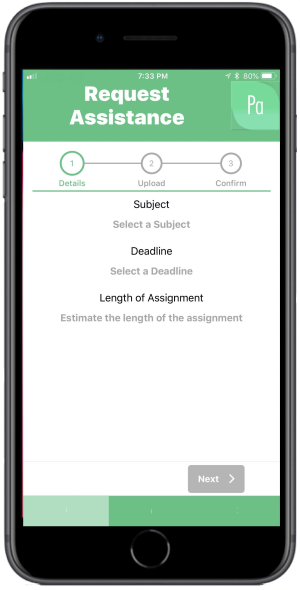 7:33 PM
80%
Request
Assistance
Pa
1
2
3
Details
Upload
Confirm
Subject
Select a Subject
Deadline
Select a Deadline
Length of Assignment
Estimate the length of the assignment
Next